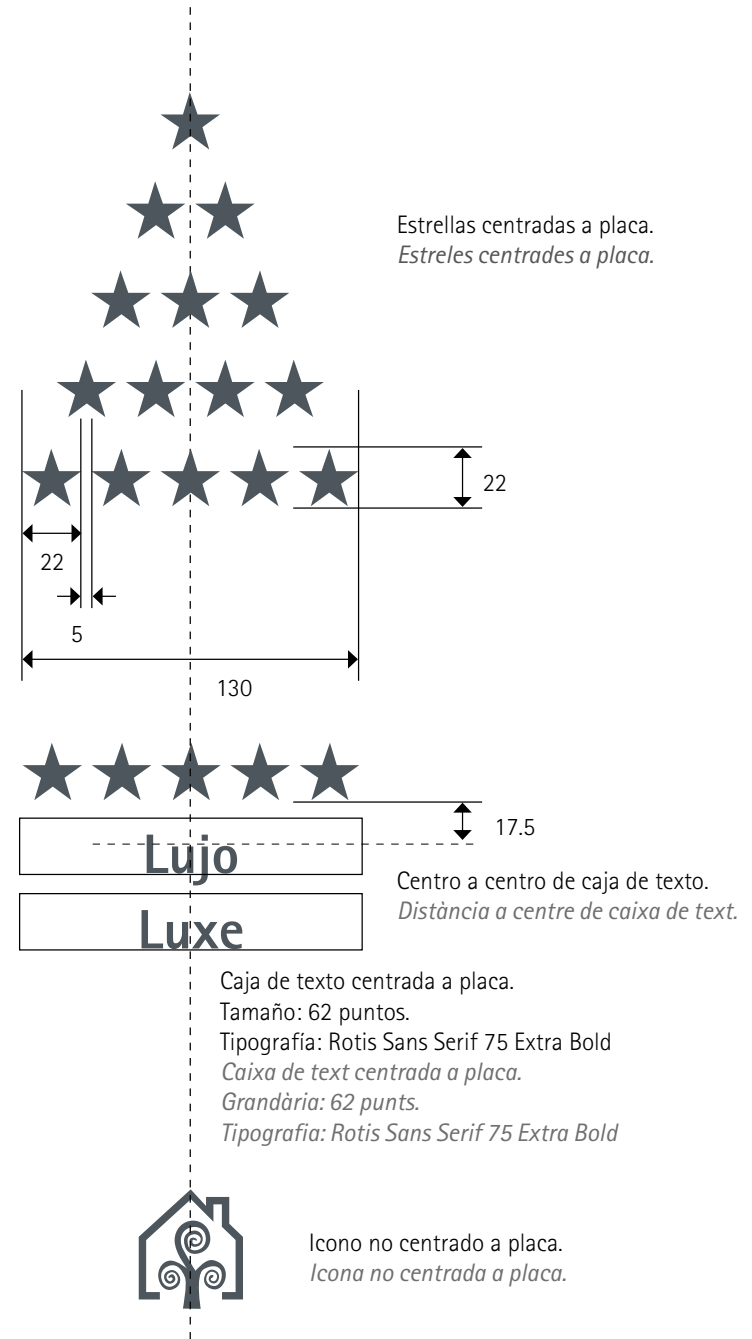 Estrellas centradas a placa.
Estreles centrades a placa.
22
22
5
130
17.5
Lujo
Centro a centro de caja de texto.
Distància a centre de caixa de text.
Luxe
Caja de texto centrada a placa.
Tamaño: 62 puntos.
Tipografía: Rotis Sans Serif 75 Extra Bold
Caixa de text centrada a placa.
Grandària: 62 punts.
Tipografia: Rotis Sans Serif 75 Extra Bold
Icono no centrado a placa.
Icona no centrada a placa.